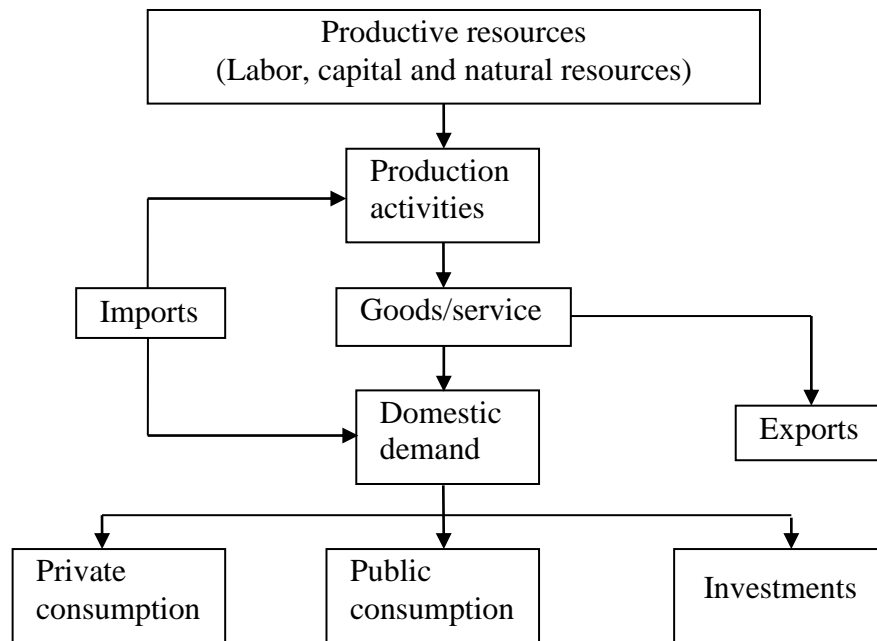 Productive resources
(Labor, capital and natural resources)
Production
activities
Imports
Goods/service
Domestic
demand
Exports
Private
consumption
Public
consumption
Investments